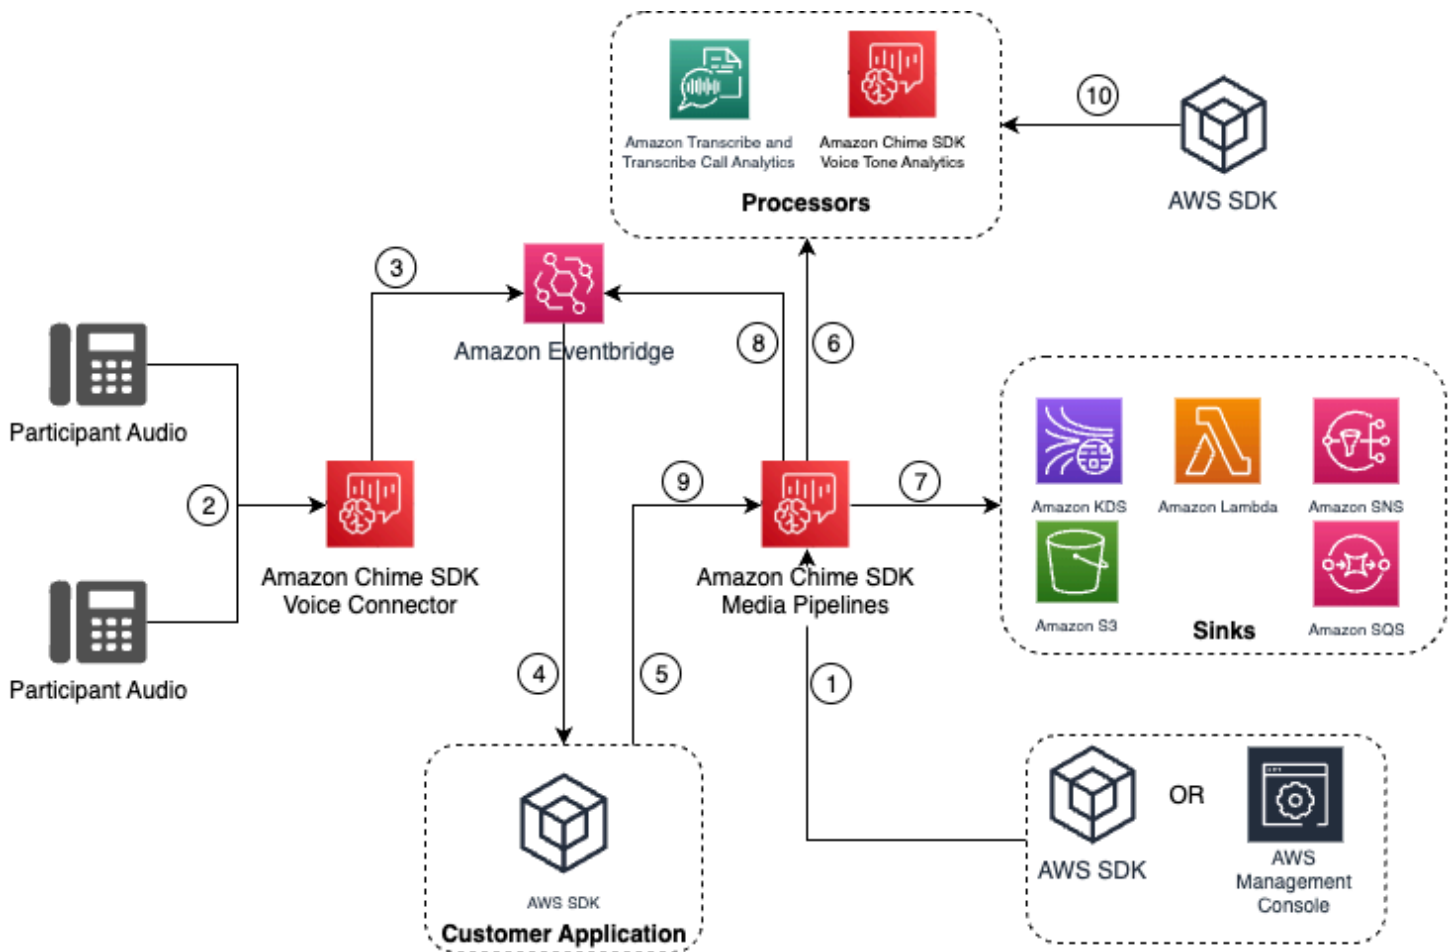 Amazon Transcribe and
Transcribe Call Analytics
Amazon Chime SDK
Voice Tone Analytics
Processors
10
AWS SDK
3
Amazon Eventbridge
8
6
Participant Audio
2
Amazon Chime SDK
Voice Connector
9
Amazon Chime SDK
Media Pipelines
7
Amazon KDS
Amazon Lambda
Amazon SNS
Amazon S3
Sinks
Amazon SQS
Participant Audio
4
5
1
AWS SDK
Customer Application
AWS SDK
OR
AWS
Management
Console